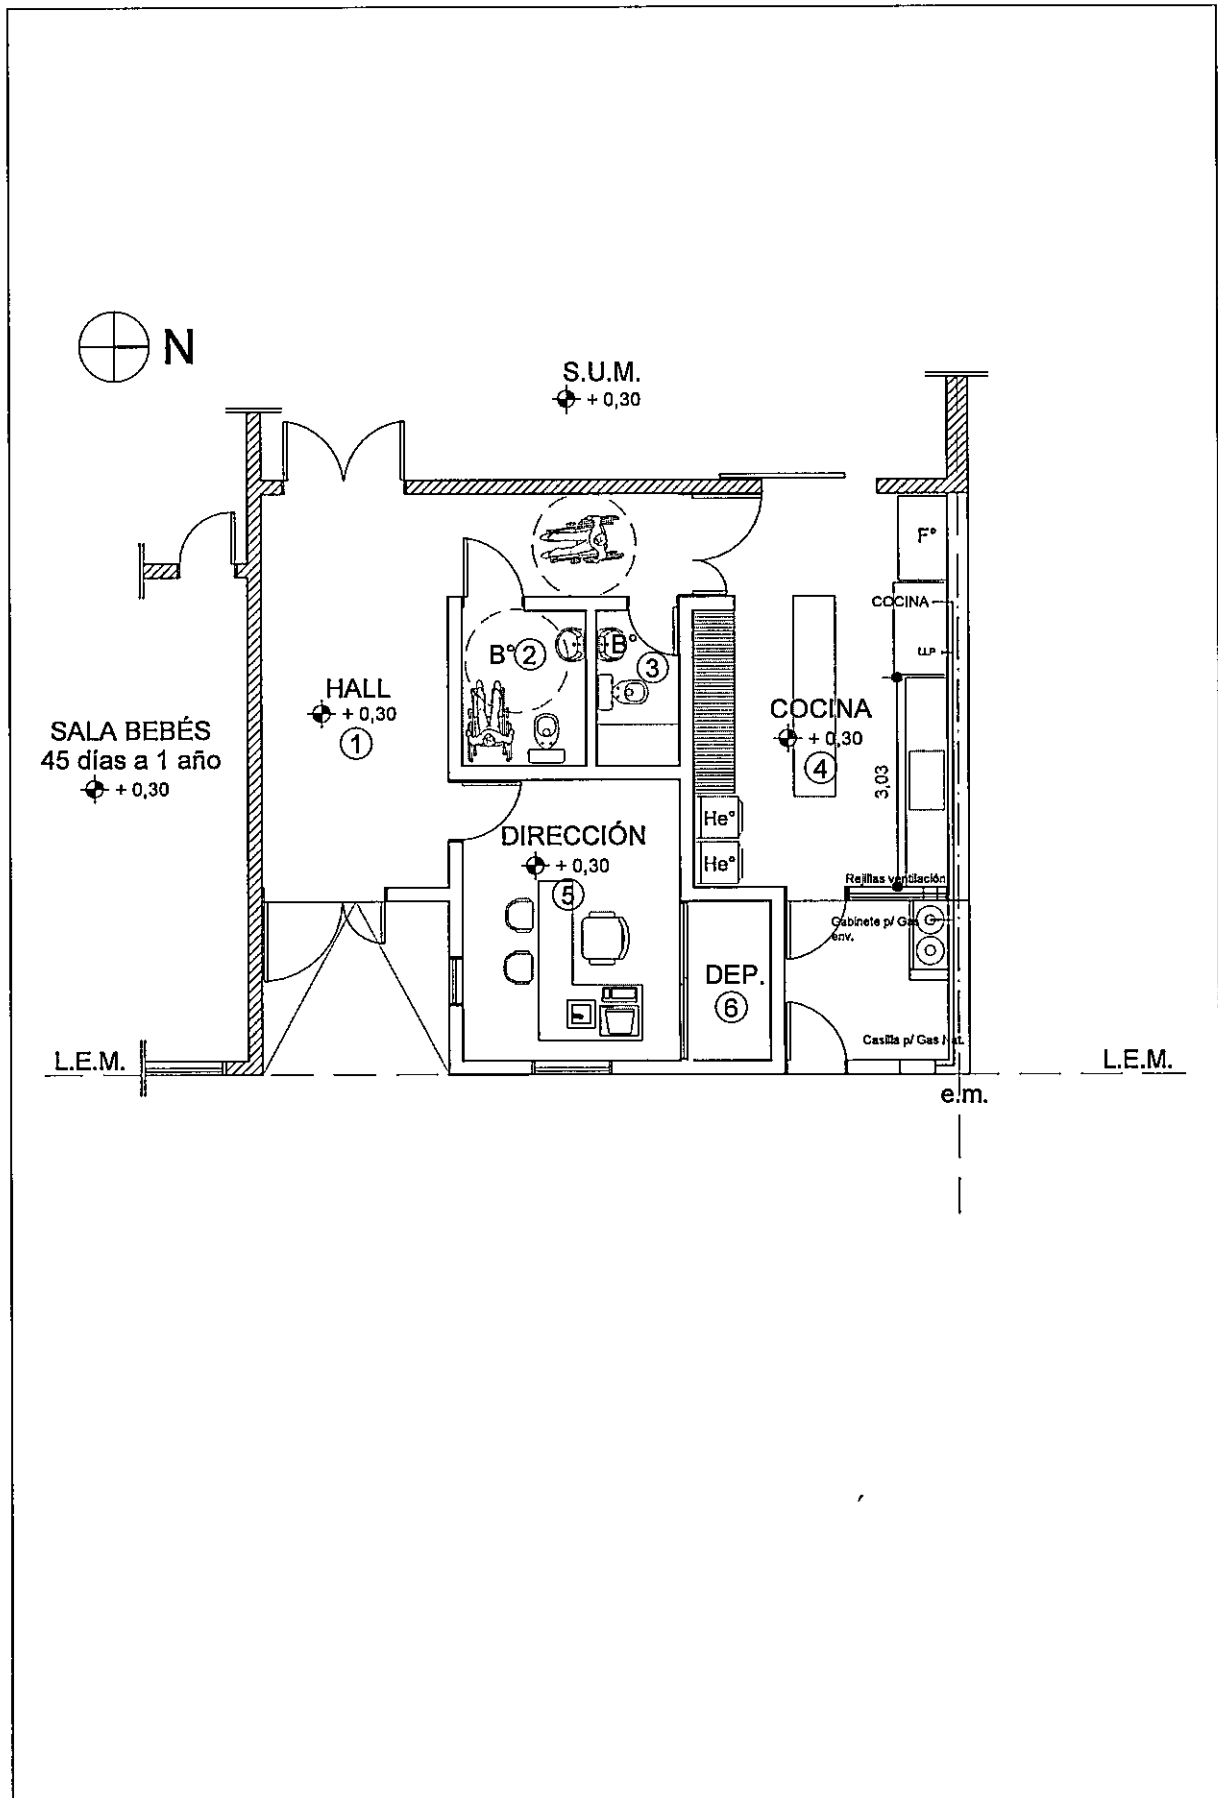 N
S.U.M.
+ 0,30
F°
COCINA
LLP
B° 2
B°
3
HALL
+ 0,30
1
SALA BEBÉS
45 días a 1 año
+ 0,30
COCINA
+ 0,30
4
3,03
He°
He°
DIRECCIÓN
+ 0,30
5
Rejillas ventilación
Gabinete p/ Gas
env.
DEP.
6
Casilla p/ Gas Nat.
L.E.M.
L.E.M.
e.m.